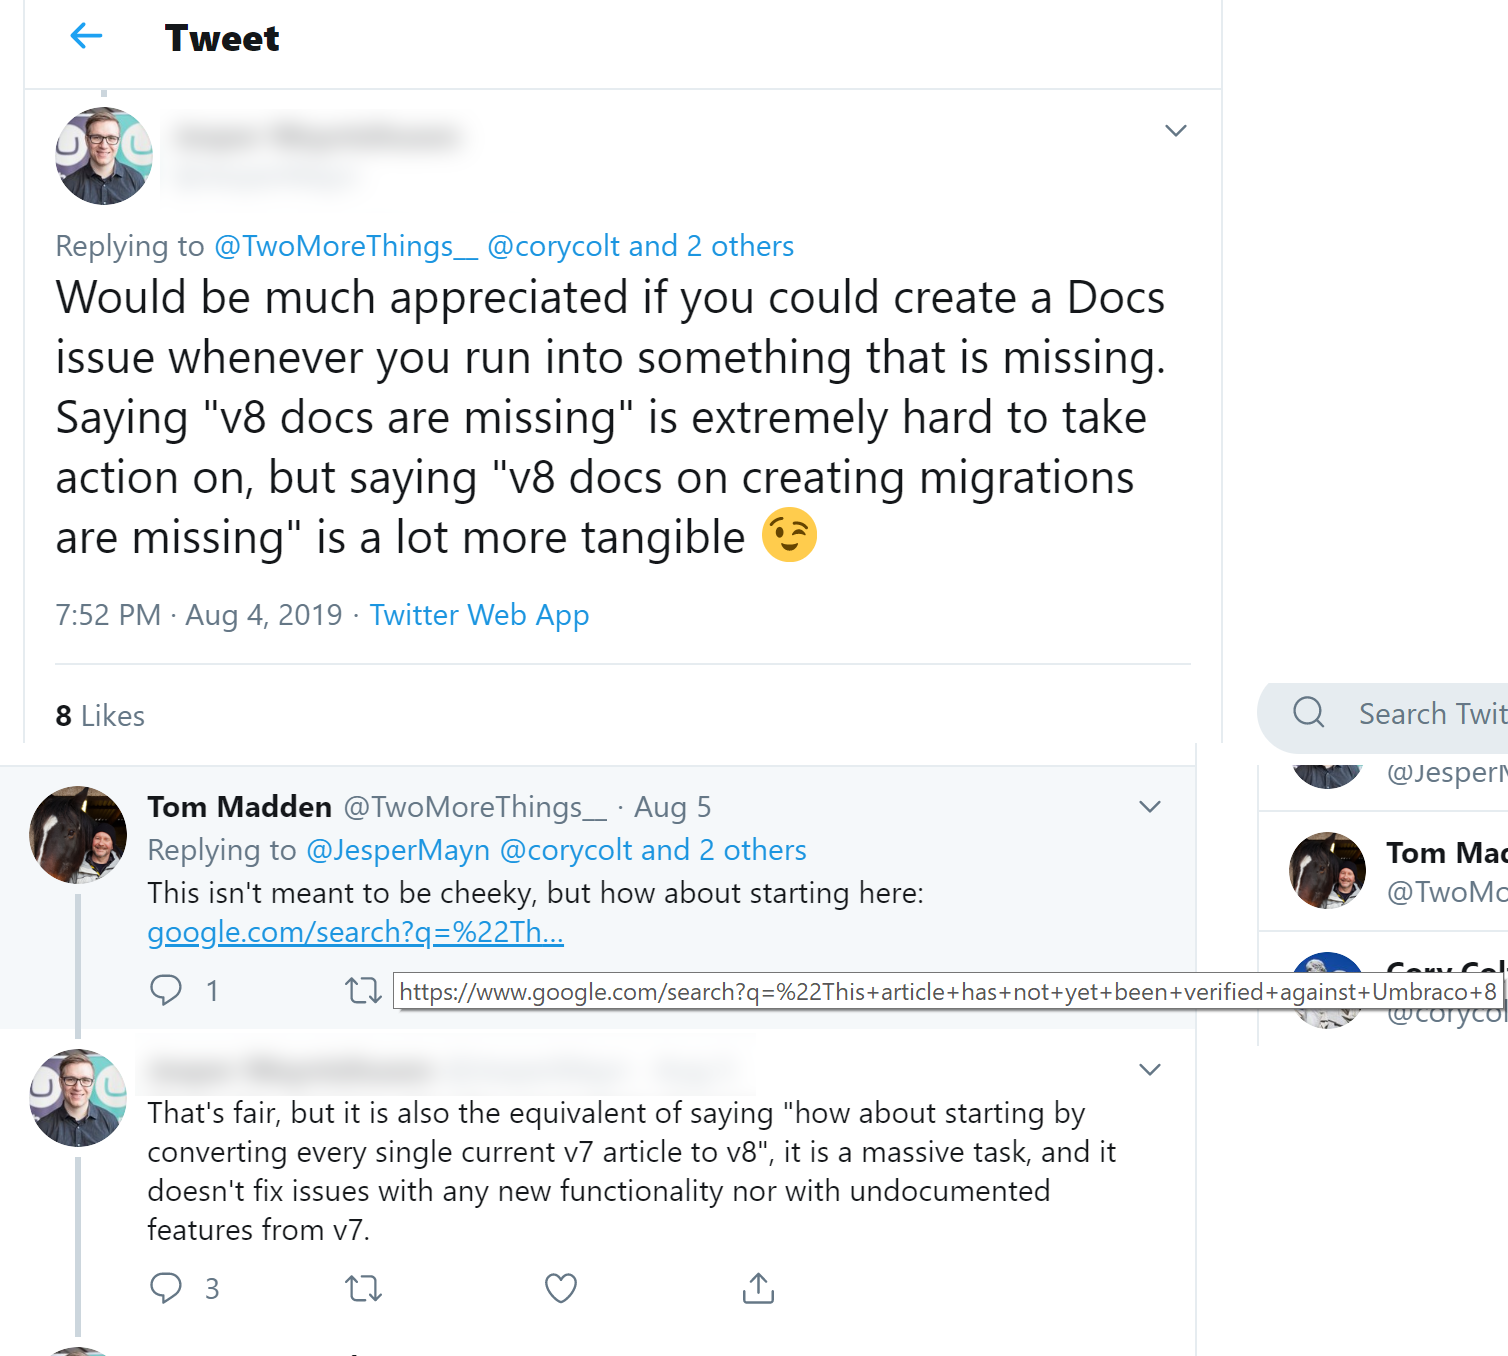 Tweet
Replying to @TwoMoreThings__ @corycolt and 2 others
Would be much appreciated if you could create a Docs
issue whenever you run into something that is missing.
Saying "v8 docs are missing" is extremely hard to take
action on, but saying "v8 docs on creating migrations
are missing" is a lot more tangible 😉
7:52 PM · Aug 4, 2019 · Twitter Web App
8 Likes
Search Twit
@JesperM
Tom Madden @TwoMoreThings__ · Aug 5
Replying to @JesperMayn @corycolt and 2 others
This isn't meant to be cheeky, but how about starting here:
google.com/search?q=%22Th...
1
https://www.google.com/search?q=%22This+article+has+not+yet+been+verified+against+Umbraco+8
Tom Mad
@TwoMo
Cory Col
@corycol
That's fair, but it is also the equivalent of saying "how about starting by
converting every single current v7 article to v8", it is a massive task, and it
doesn't fix issues with any new functionality nor with undocumented
features from v7.
3